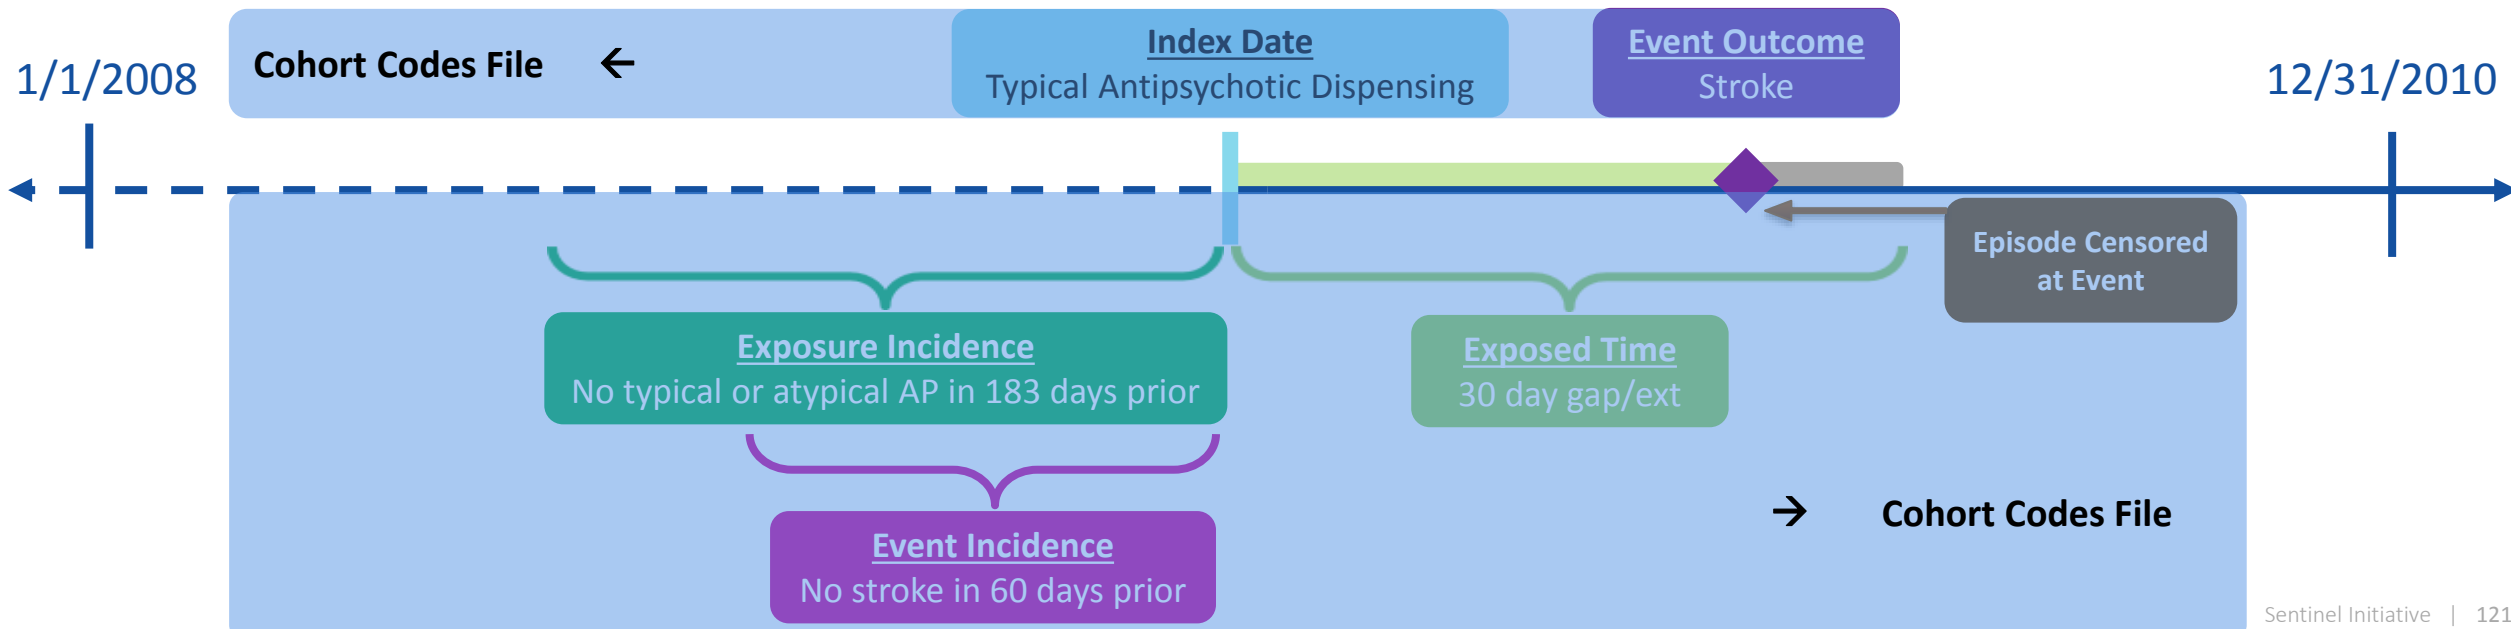 1/1/2008
Cohort Codes File ←
Index Date
Typical Antipsychotic Dispensing
Event Outcome
Stroke
12/31/2010
Episode Censored
at Event
Exposure Incidence
No typical or atypical AP in 183 days prior
Exposed Time
30 day gap/ext
Event Incidence
No stroke in 60 days prior
→ Cohort Codes File
Sentinel Initiative | 121